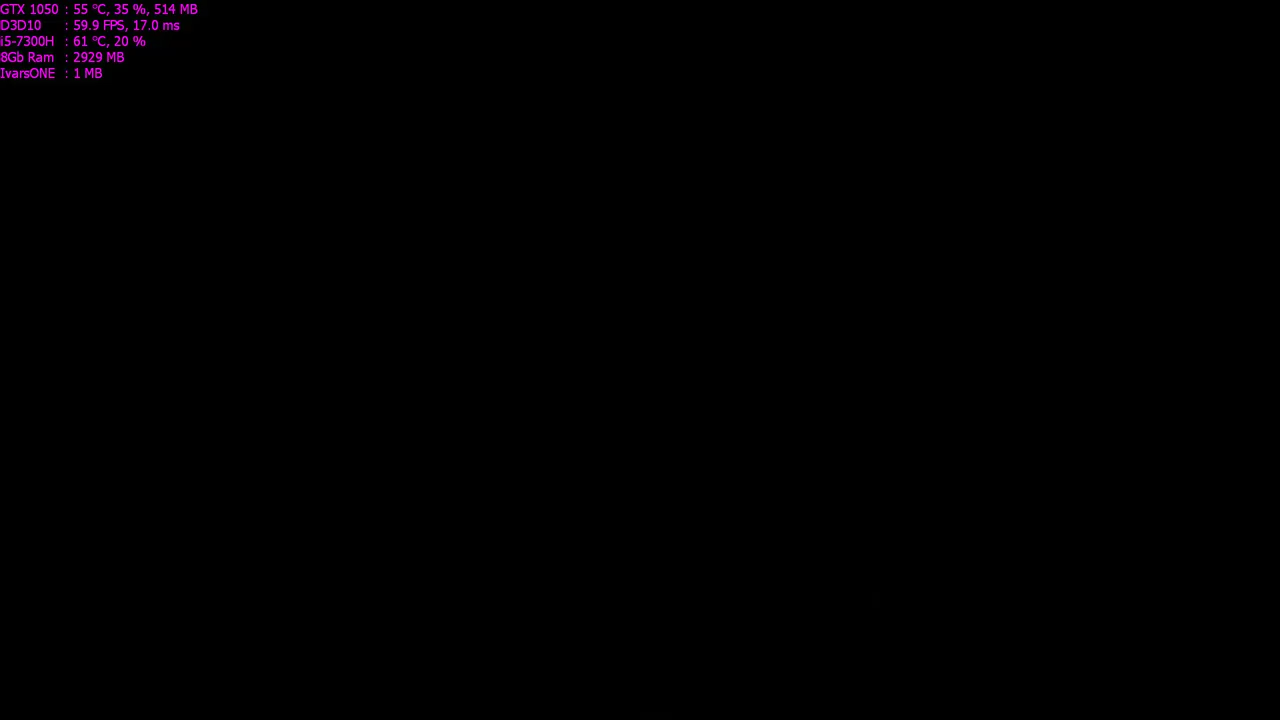 GTX 1050 : 55 °C, 35 %, 514 MB
D3D10 : 59.9 FPS, 17.0 ms
i5-7300H : 61 °C, 20 %
8Gb Ram : 2929 MB
IvarsONE : 1 MB